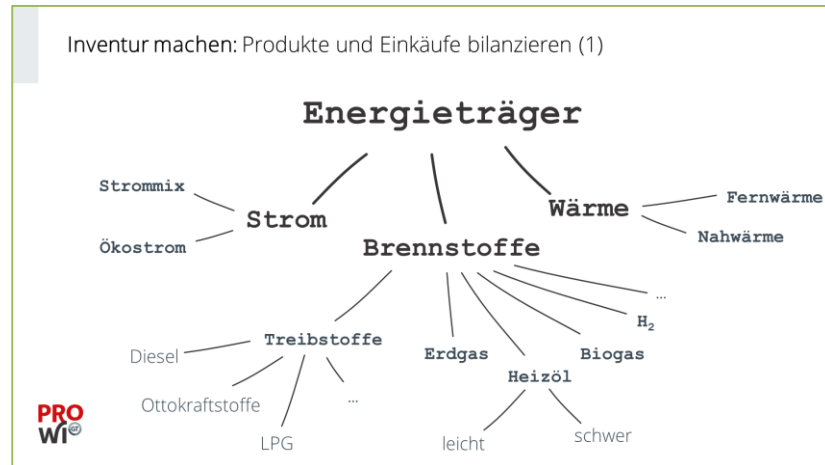 Inventur machen: Produkte und Einkäufe bilanzieren (1)
Energieträger
Strommix
Ökostrom
Strom
Brennstoffe
Wärme
Fernwärme
Nahwärme
Treibstoffe
Diesel
Ottokraftstoffe
LPG
...
Erdgas
Heizöl
leicht
schwer
Biogas
H₂
...
PRO
Wi GT